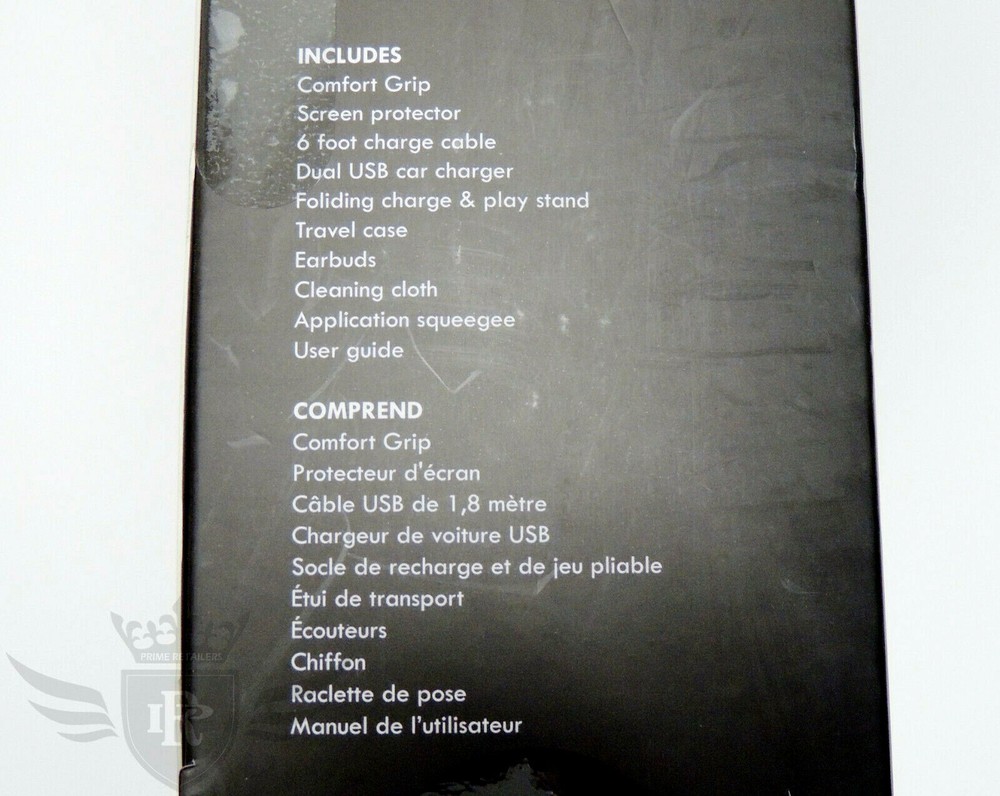 INCLUDES
Comfort Grip
Screen protector
6 foot charge cable
Dual USB car charger
Foliding charge & play stand
Travel case
Earbuds
Cleaning cloth
Application squeegee
User guide
COMPREND
Comfort Grip
Protecteur d'écran
Câble USB de 1,8 mètre
Chargeur de voiture USB
Socle de recharge et de jeu pliable
Étui de transport
Écouteurs
Chiffon
Raclette de pose
Manuel de l'utilisateur
PRIME RETAILERS